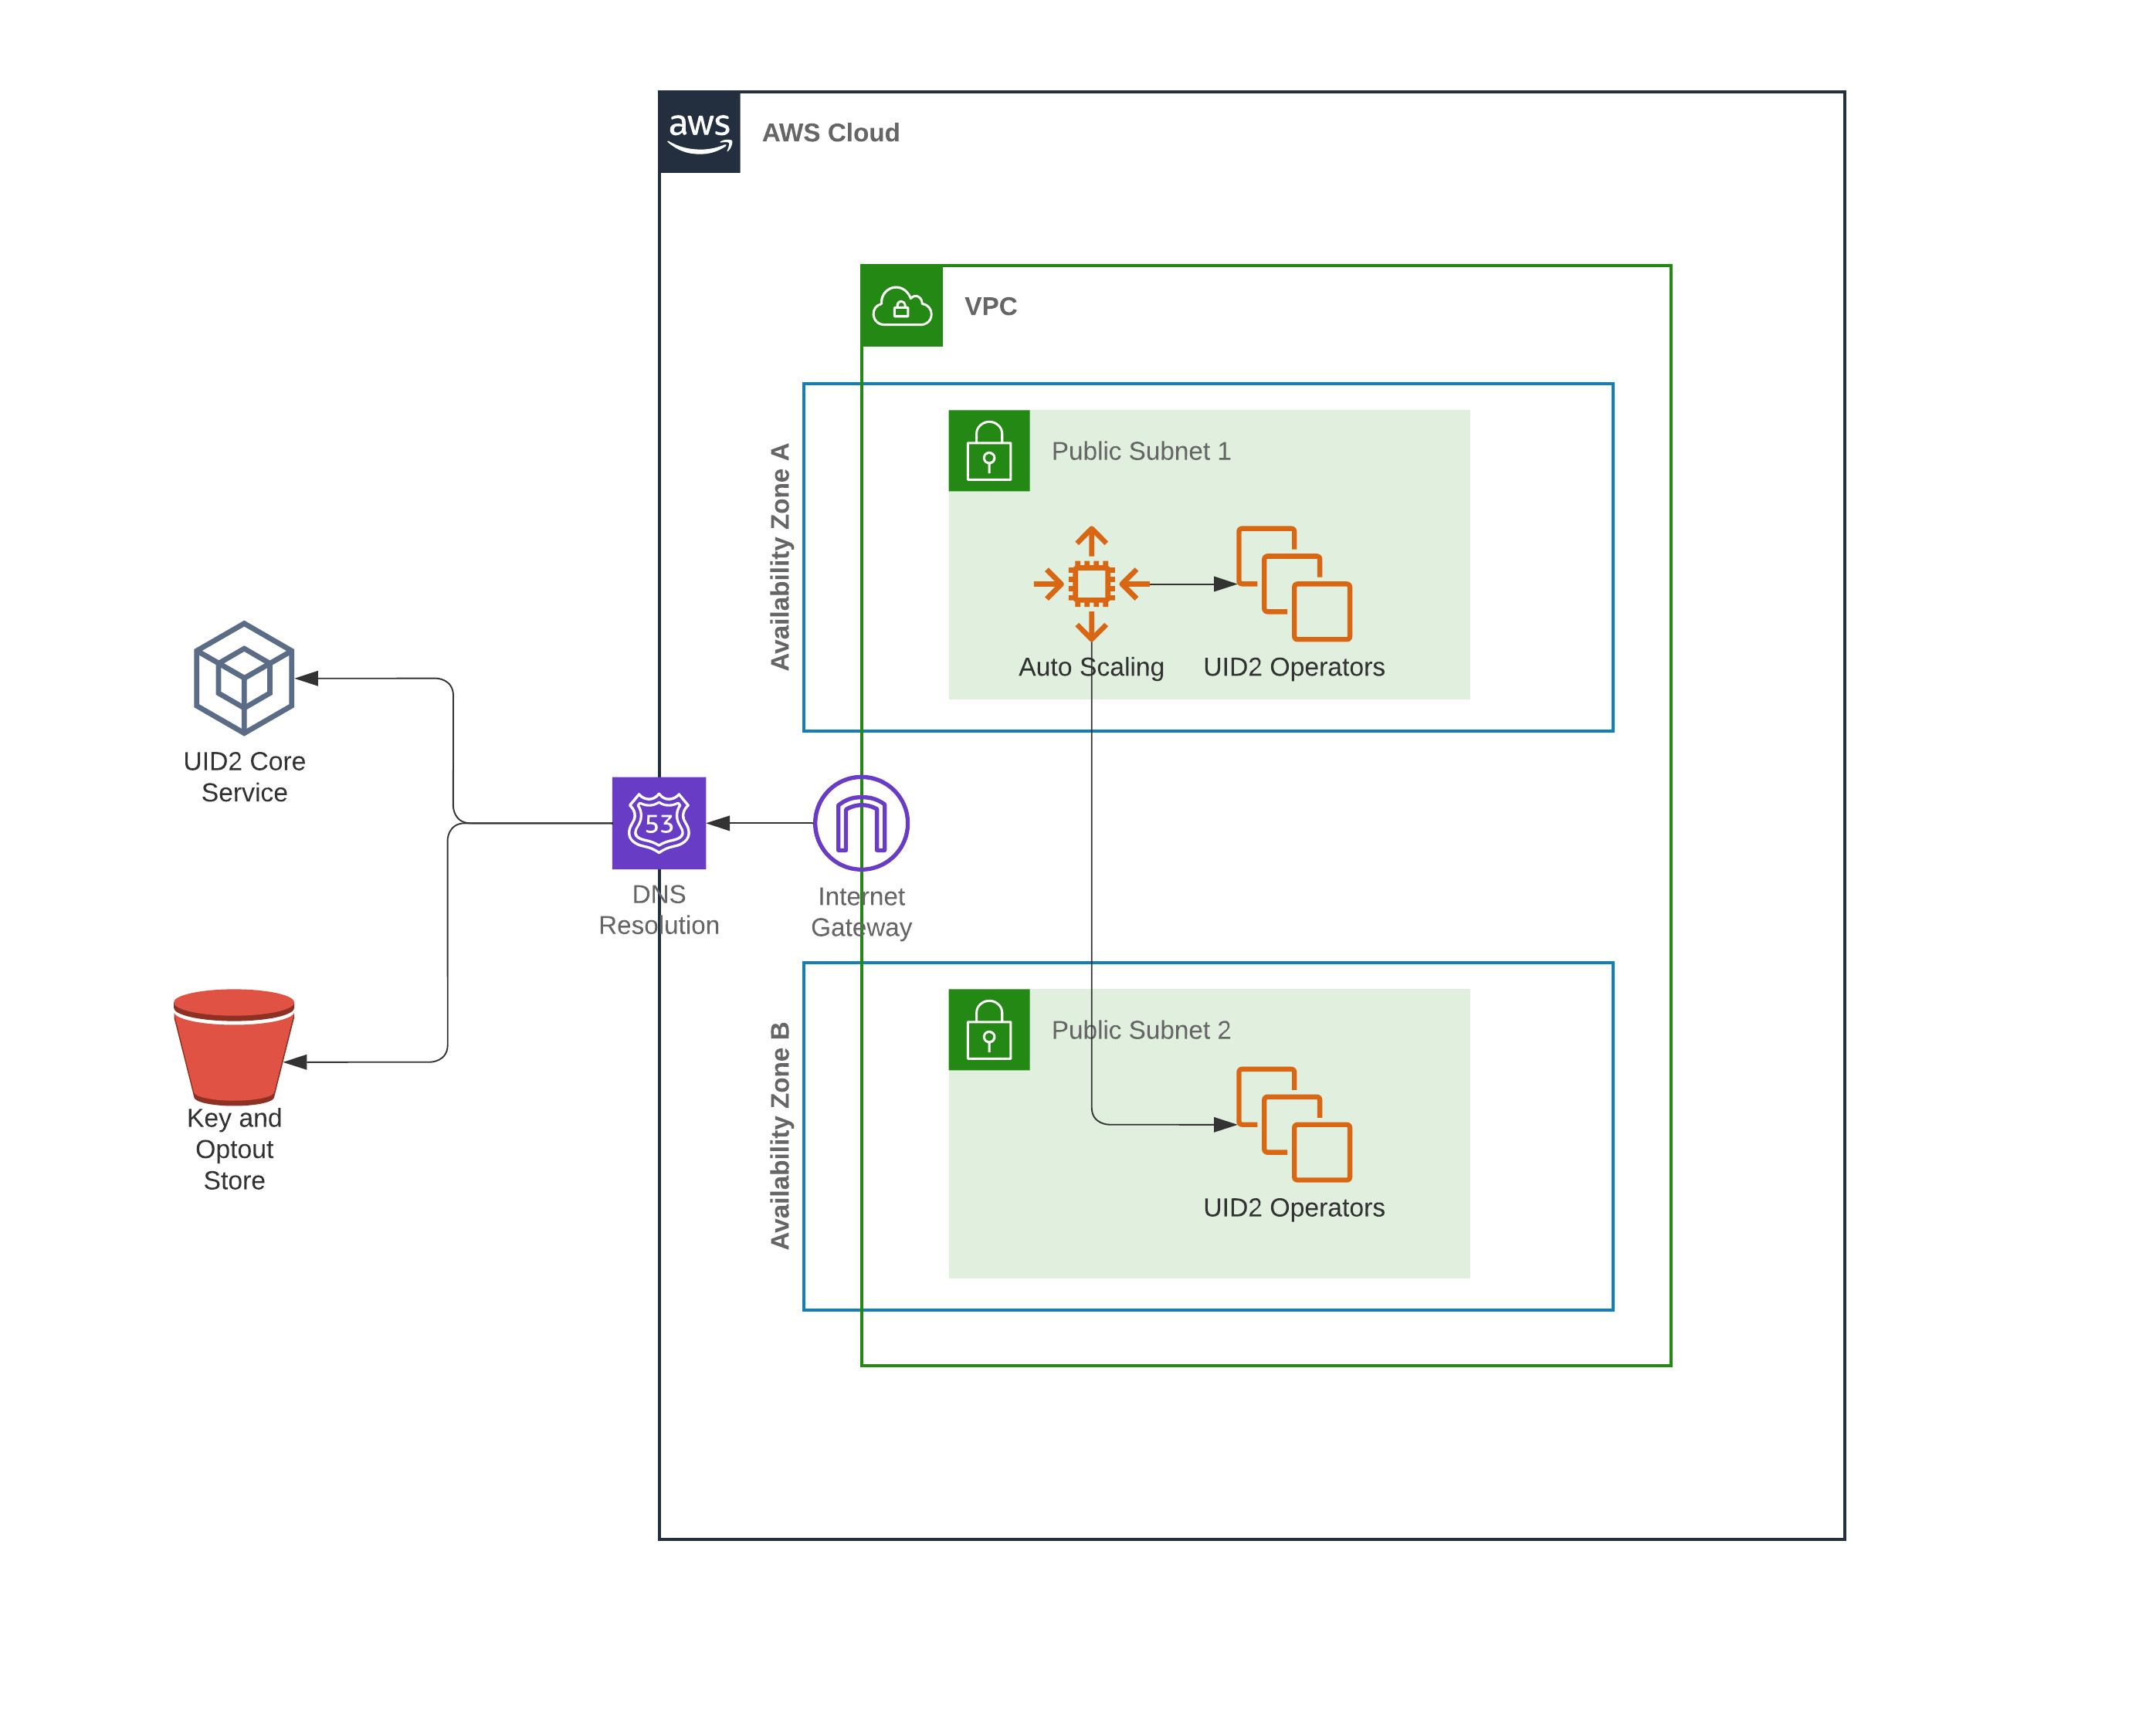 aws
AWS Cloud
VPC
Availability Zone A
Public Subnet 1
Auto Scaling
UID2 Operators
UID2 Core
Service
53
DNS
Resolution
Internet
Gateway
Key and
Optout
Store
Availability Zone B
Public Subnet 2
UID2 Operators